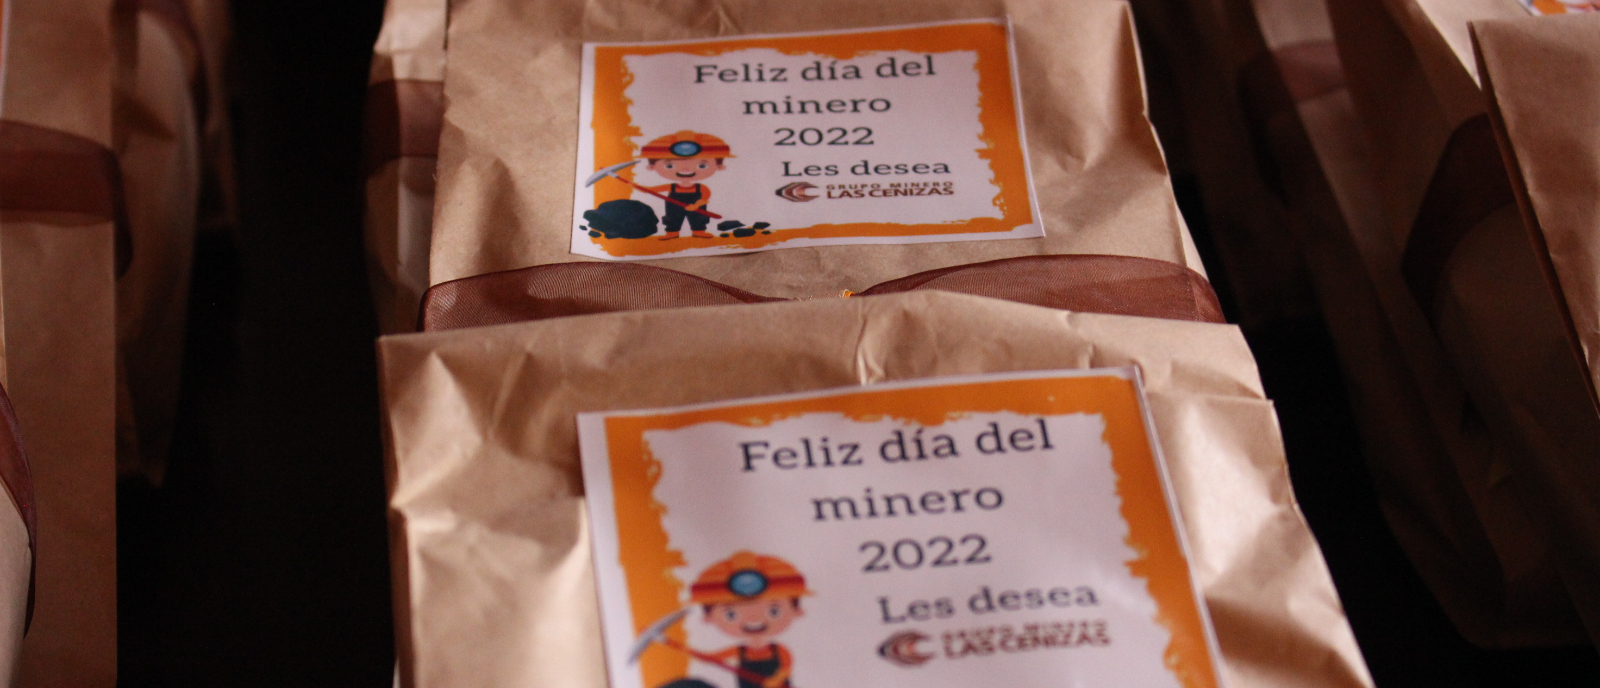 Feliz día del
minero
2022
Les desea
GRUPO MINERO
LAS CENIZAS
Feliz día del
minero
2022
Les desea
GRUPO MINERO
LAS CENIZAS